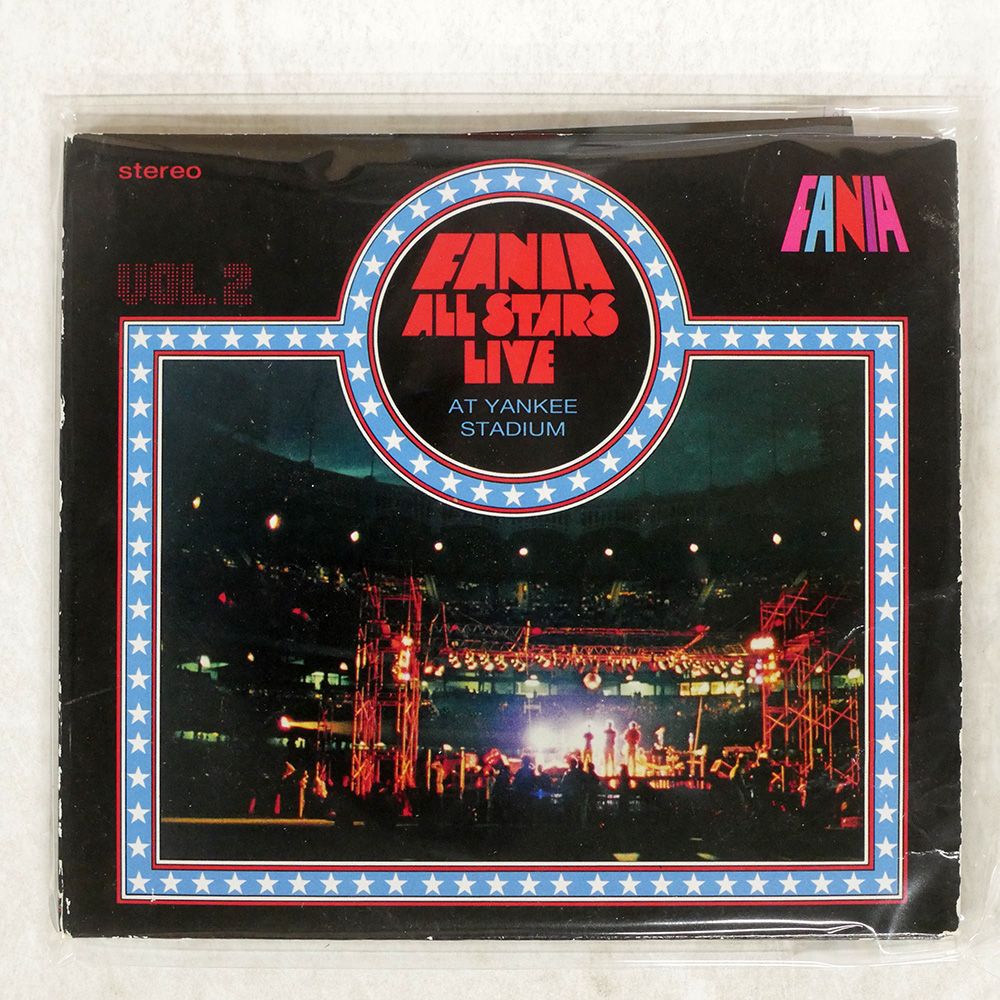 stereo
FANIA
VOL. 2
FANIA
ALL STARS
LIVE
AT YANKEE
STADIUM